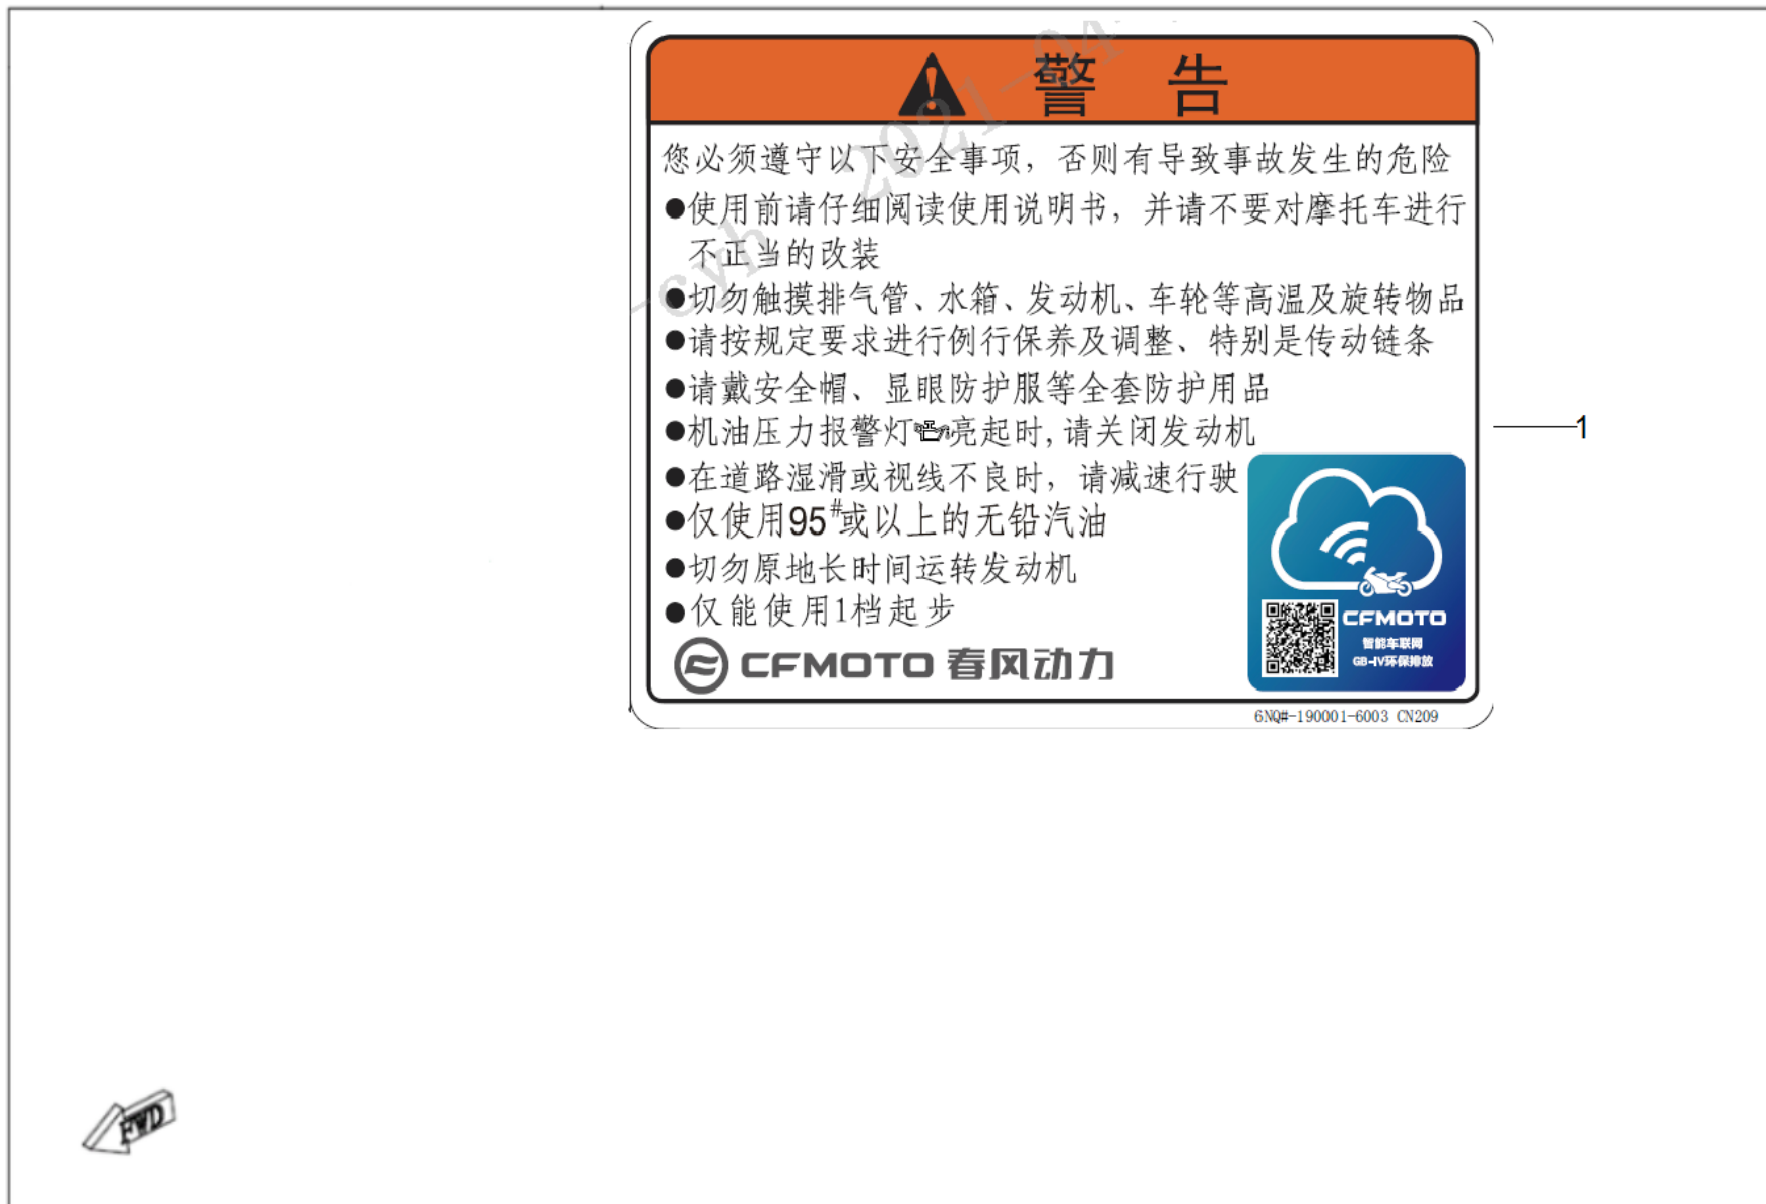 警 告
2021-04
-cyh
您必须遵守以下安全事项，否则有导致事故发生的危险
●使用前请仔细阅读使用说明书，并请不要对摩托车进行
不正当的改装
●切勿触摸排气管、水箱、发动机、车轮等高温及旋转物品
●请按规定要求进行例行保养及调整、特别是传动链条
●请戴安全帽、显眼防护服等全套防护用品
●机油压力报警灯亮起时,请关闭发动机
1
●在道路湿滑或视线不良时，请减速行驶
●仅使用95#或以上的无铅汽油
●切勿原地长时间运转发动机
●仅能使用1档起步
CFMOTO 春风动力
CFMOTO
智能车联网
GB-IV环保排放
6NQ#-190001-6003 CN209
FWD